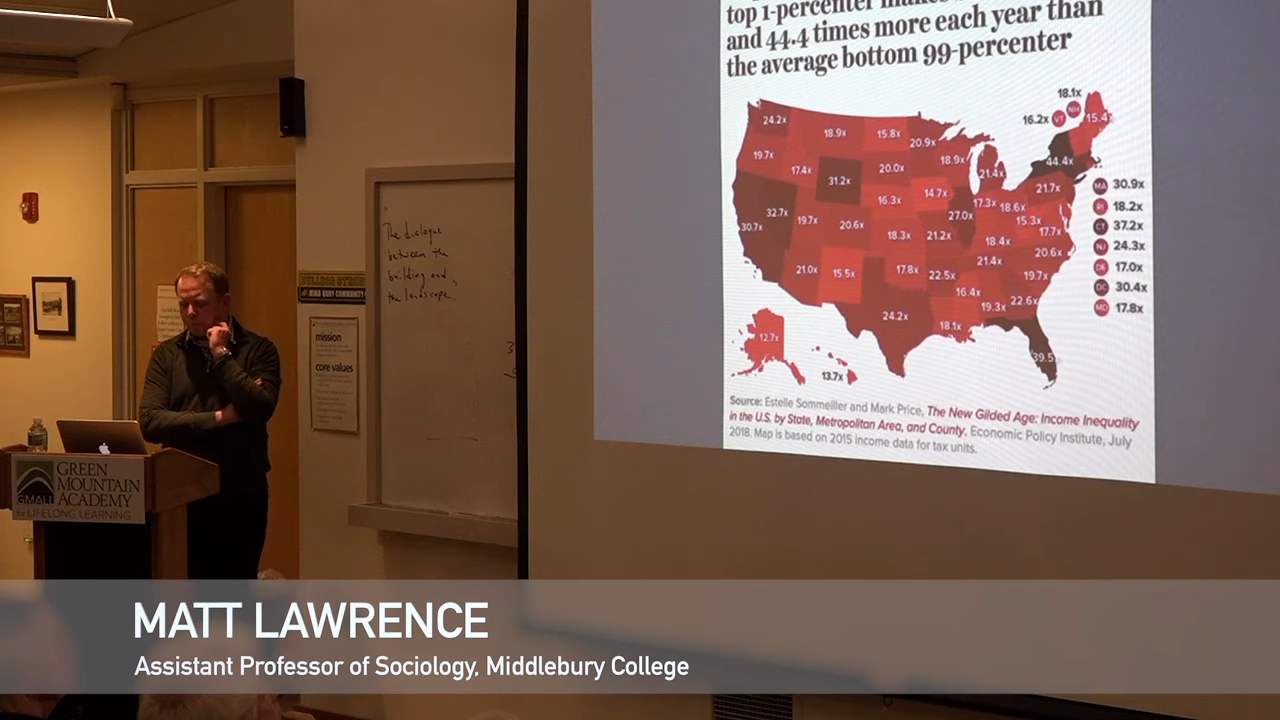 top 1-percenter makes
and 44.4 times more each year than
the average bottom 99-percenter
18.1x
NH
16.2x
VT
15.4x
24.2x
18.9x
15.8x
20.9x
19.7x
17.4x
31.2x
20.0x
18.9x
21.4x
44.4x
MA 30.9x
32.7x
30.7x
19.7x
20.6x
16.3x
14.7x
27.0x
17.3x
18.6x
21.7x
RI 18.2x
15.3x
CT 37.2x
17.7x
18.3x
21.2x
18.4x
NJ 24.3x
20.6x
21.4x
21.0x
15.5x
17.8x
22.5x
19.7x
DE 17.0x
16.4x
DC 30.4x
24.2x
18.1x
19.3x
22.6x
MD 17.8x
12.7x
13.7x
39.5
Source: Estelle Sommeiller and Mark Price, The New Gilded Age: Income Inequality
in the U.S. by State, Metropolitan Area, and County, Economic Policy Institute, July
2018. Map is based on 2015 income data for tax units.
"The dialogue
between the
building and
the landscape."
MIND BODY COMMUNITY
mission
core values
GREEN
MOUNTAIN
ACADEMY
GMALL
for LIFELONG LEARNING
MATT LAWRENCE
Assistant Professor of Sociology, Middlebury College